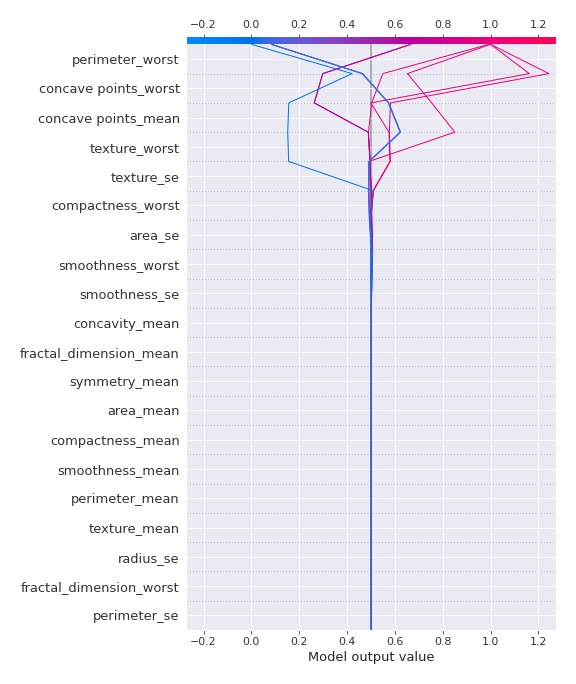 −0.2 0.0 0.2 0.4 0.6 0.8 1.0 1.2
perimeter_worst
concave points_worst
concave points_mean
texture_worst
texture_se
compactness_worst
area_se
smoothness_worst
smoothness_se
concavity_mean
fractal_dimension_mean
symmetry_mean
area_mean
compactness_mean
smoothness_mean
perimeter_mean
texture_mean
radius_se
fractal_dimension_worst
perimeter_se
−0.2 0.0 0.2 0.4 0.6 0.8 1.0 1.2
Model output value